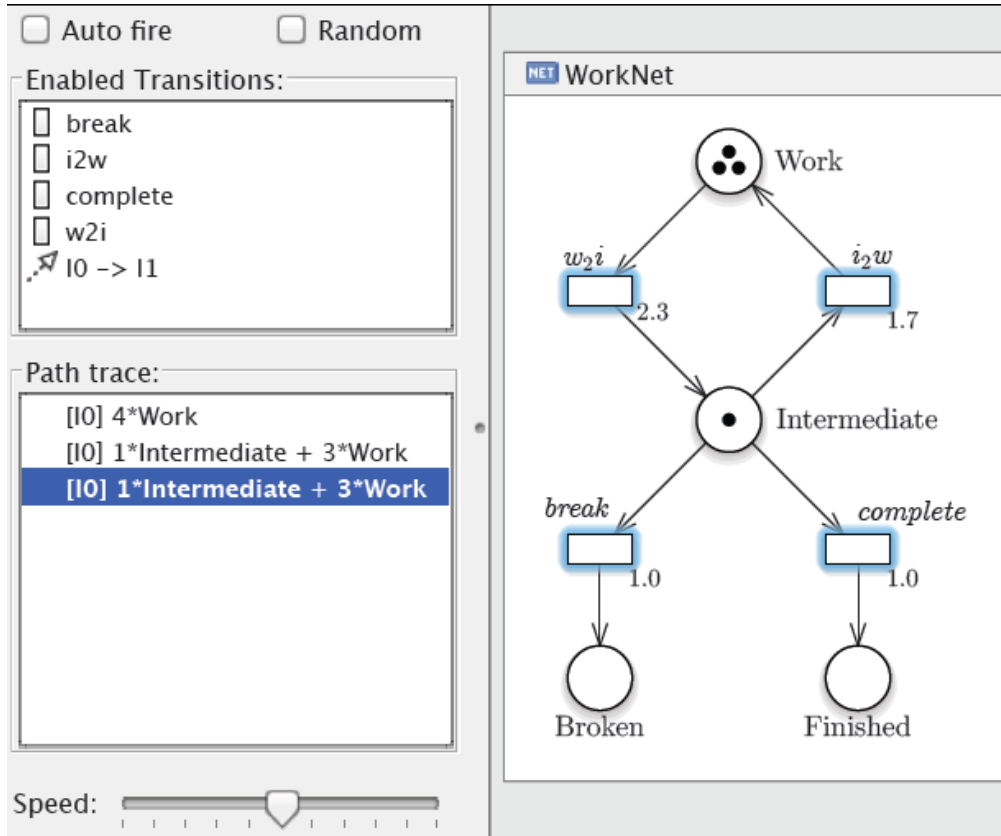 Auto fire Random
Enabled Transitions:
break
i2w
complete
w2i
I0 -> I1
Path trace:
[I0] 4*Work
[I0] 1*Intermediate + 3*Work
[I0] 1*Intermediate + 3*Work
Speed:
NET WorkNet
Work
w₂i i₂w
2.3 1.7
Intermediate
break complete
1.0 1.0
Broken Finished